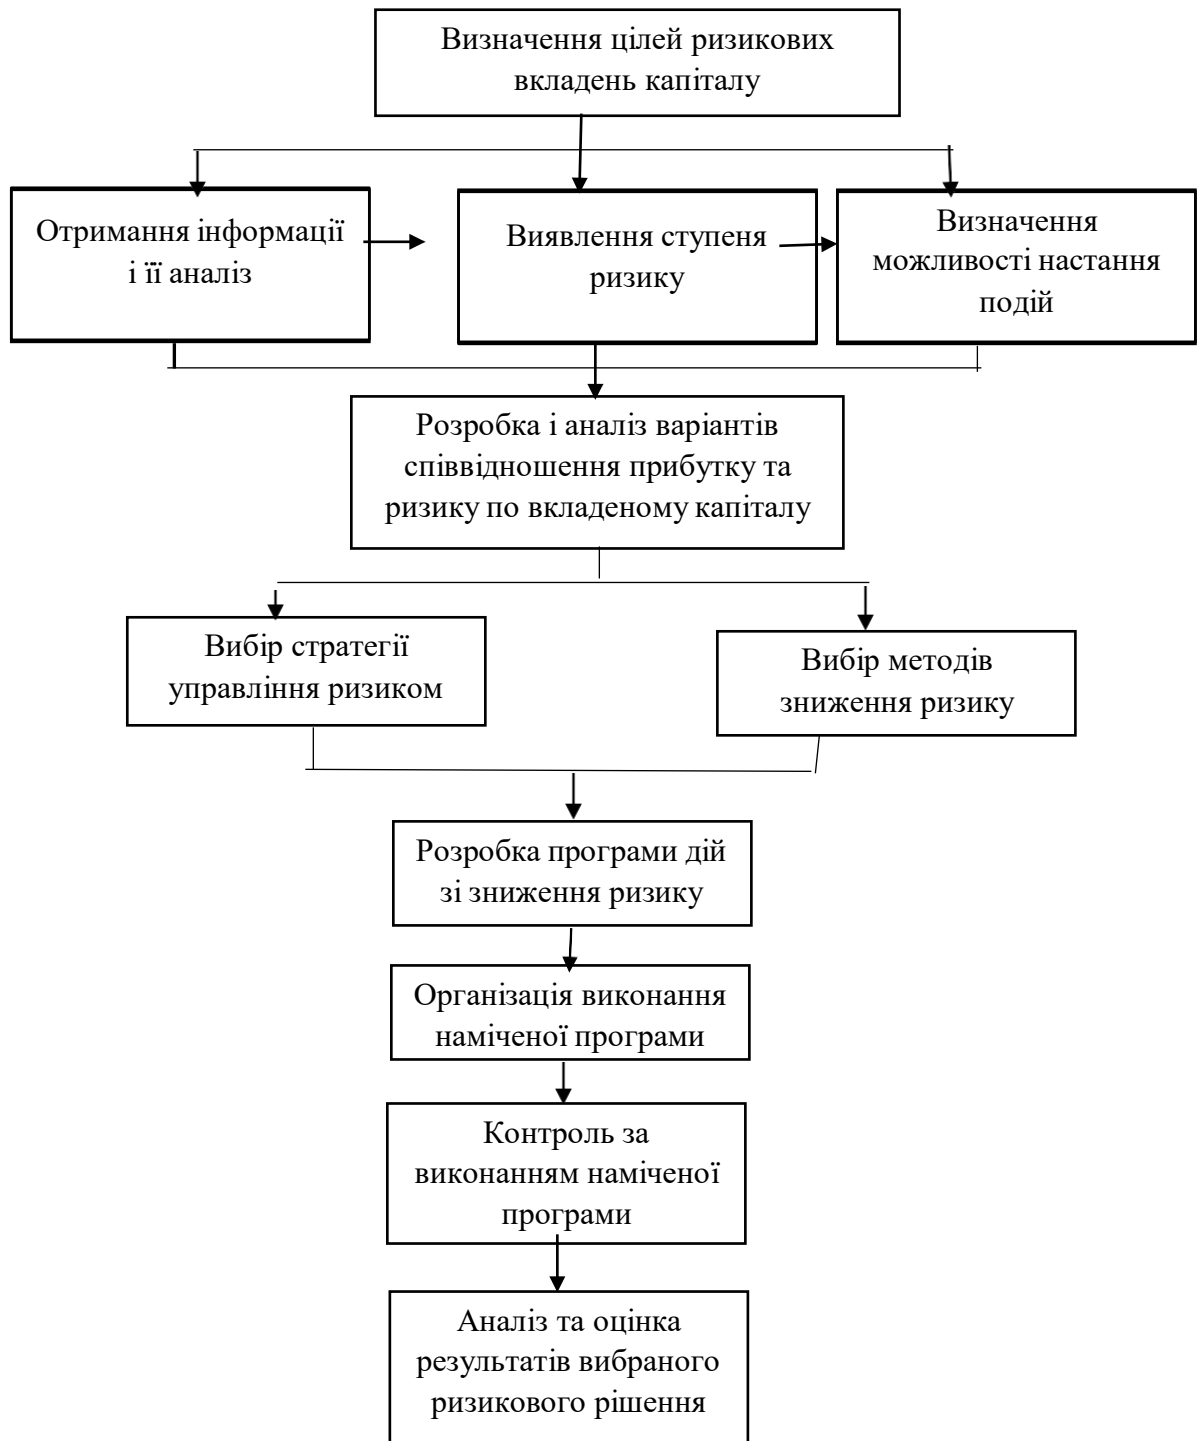 Визначення цілей ризикових
вкладень капіталу
Отримання інформації
і її аналіз
Виявлення ступеня
ризику
Визначення
можливості настання
подій
Розробка і аналіз варіантів
співвідношення прибутку та
ризику по вкладеному капіталу
Вибір стратегії
управління ризиком
Вибір методів
зниження ризику
Розробка програми дій
зі зниження ризику
Організація виконання
наміченої програми
Контроль за
виконанням наміченої
програми
Аналіз та оцінка
результатів вибраного
ризикового рішення